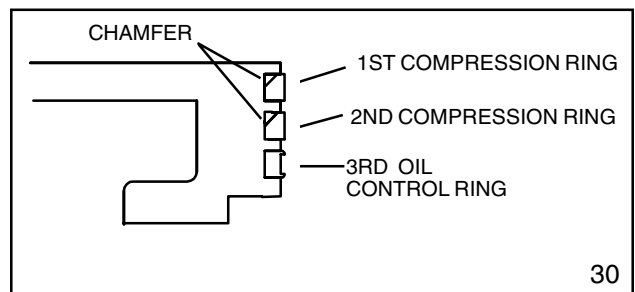 CHAMFER
1ST COMPRESSION RING
2ND COMPRESSION RING
3RD OIL
CONTROL RING
30